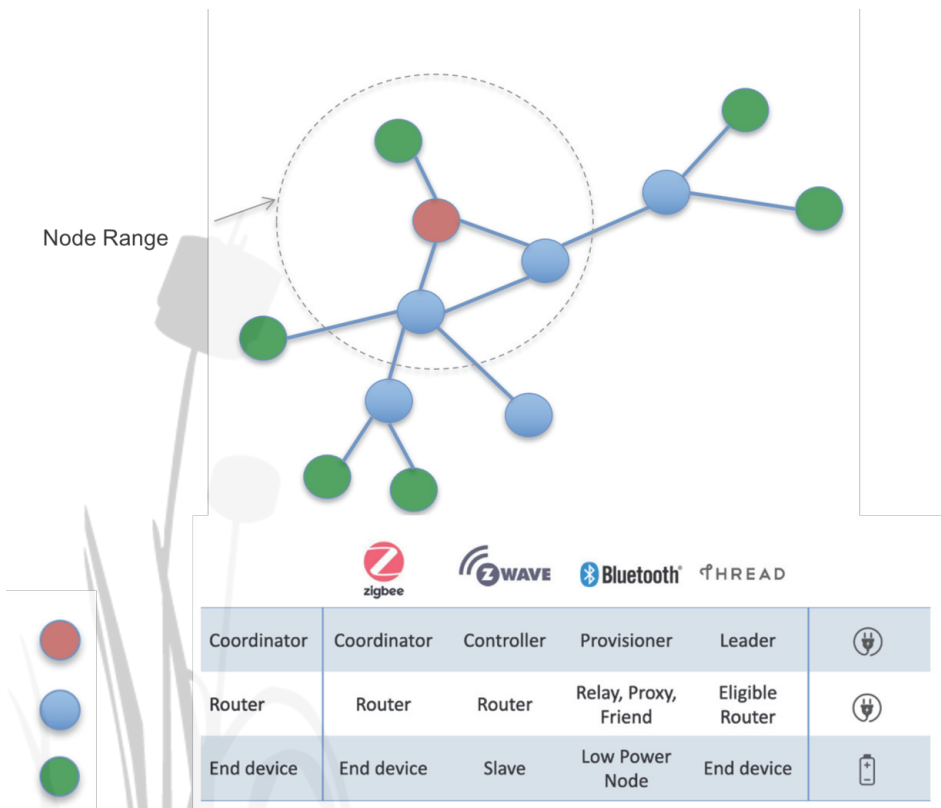 Node Range
zigbee
Z WAVE
Bluetooth®
THREAD
Coordinator Coordinator Controller Provisioner Leader
Router Router Router Relay, Proxy, Friend Eligible Router
End device End device Slave Low Power Node End device